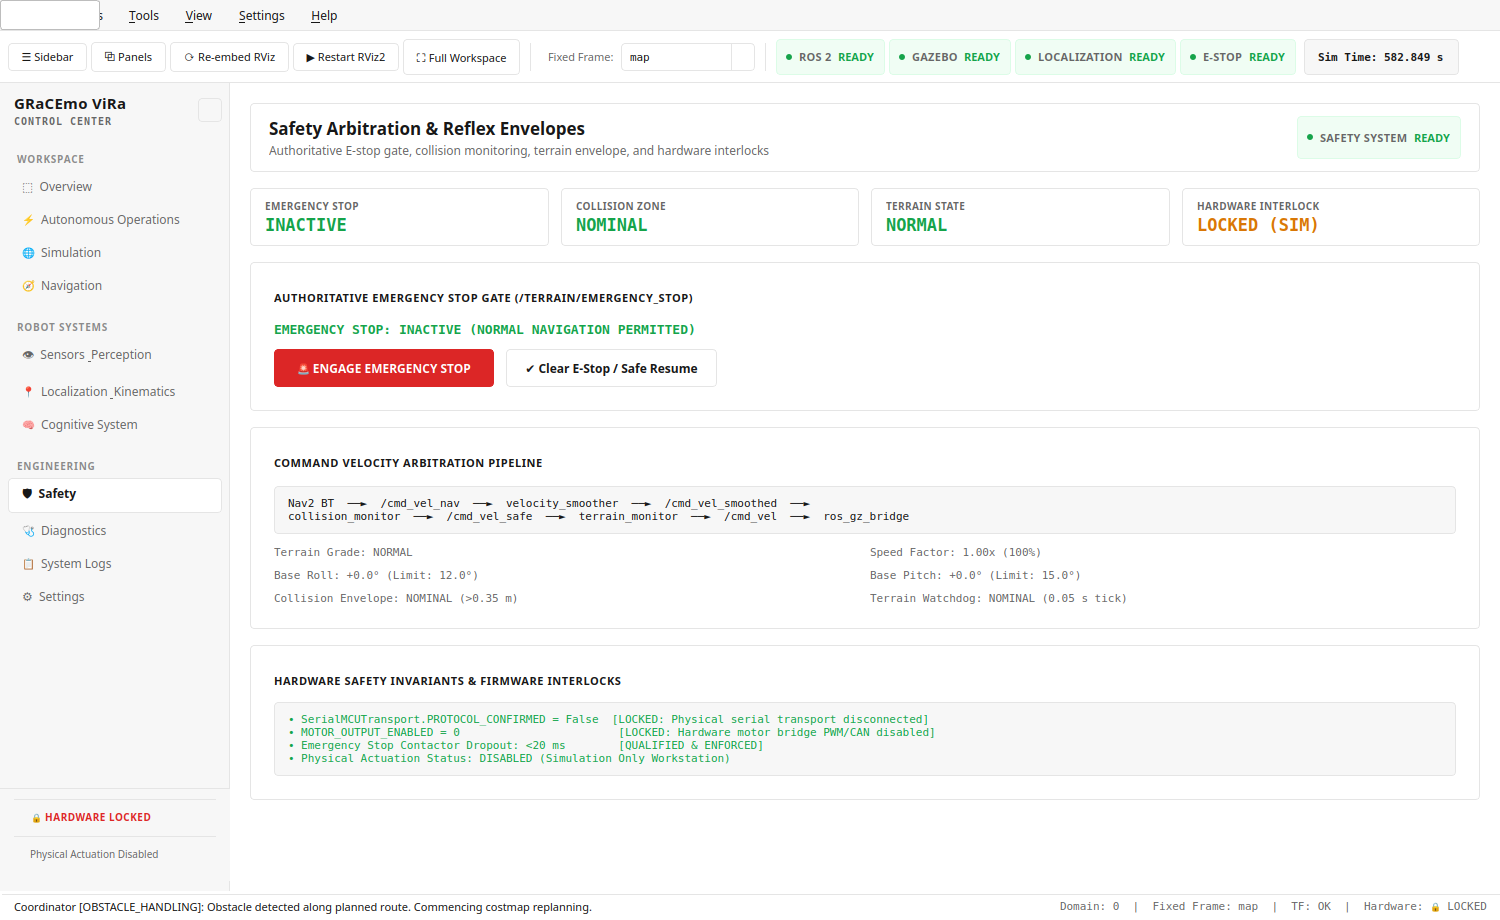 s Tools View Settings Help
☰ Sidebar Panels ⟳ Re-embed RViz ▶ Restart RViz2 ⛶ Full Workspace Fixed Frame: map ● ROS 2 READY ● GAZEBO READY ● LOCALIZATION READY ● E-STOP READY Sim Time: 582.849 s
GRaCEmo ViRa
CONTROL CENTER
WORKSPACE
Overview
⚡ Autonomous Operations
🌐 Simulation
🧭 Navigation
ROBOT SYSTEMS
👁 Sensors _Perception
📍 Localization _Kinematics
🧠 Cognitive System
ENGINEERING
🛡 Safety
🩺 Diagnostics
📋 System Logs
⚙ Settings
🔒 HARDWARE LOCKED
Physical Actuation Disabled
Safety Arbitration & Reflex Envelopes
Authoritative E-stop gate, collision monitoring, terrain envelope, and hardware interlocks
● SAFETY SYSTEM READY
EMERGENCY STOP
INACTIVE
COLLISION ZONE
NOMINAL
TERRAIN STATE
NORMAL
HARDWARE INTERLOCK
LOCKED (SIM)
AUTHORITATIVE EMERGENCY STOP GATE (/TERRAIN/EMERGENCY_STOP)
EMERGENCY STOP: INACTIVE (NORMAL NAVIGATION PERMITTED)
🚨 ENGAGE EMERGENCY STOP ✔ Clear E-Stop / Safe Resume
COMMAND VELOCITY ARBITRATION PIPELINE
Nav2 BT ──► /cmd_vel_nav ──► velocity_smoother ──► /cmd_vel_smoothed ──►
collision_monitor ──► /cmd_vel_safe ──► terrain_monitor ──► /cmd_vel ──► ros_gz_bridge
Terrain Grade: NORMAL Speed Factor: 1.00x (100%)
Base Roll: +0.0° (Limit: 12.0°) Base Pitch: +0.0° (Limit: 15.0°)
Collision Envelope: NOMINAL (>0.35 m) Terrain Watchdog: NOMINAL (0.05 s tick)
HARDWARE SAFETY INVARIANTS & FIRMWARE INTERLOCKS
• SerialMCUTransport.PROTOCOL_CONFIRMED = False [LOCKED: Physical serial transport disconnected]
• MOTOR_OUTPUT_ENABLED = 0 [LOCKED: Hardware motor bridge PWM/CAN disabled]
• Emergency Stop Contactor Dropout: <20 ms [QUALIFIED & ENFORCED]
• Physical Actuation Status: DISABLED (Simulation Only Workstation)
Coordinator [OBSTACLE_HANDLING]: Obstacle detected along planned route. Commencing costmap replanning.
Domain: 0 | Fixed Frame: map | TF: OK | Hardware: 🔒 LOCKED